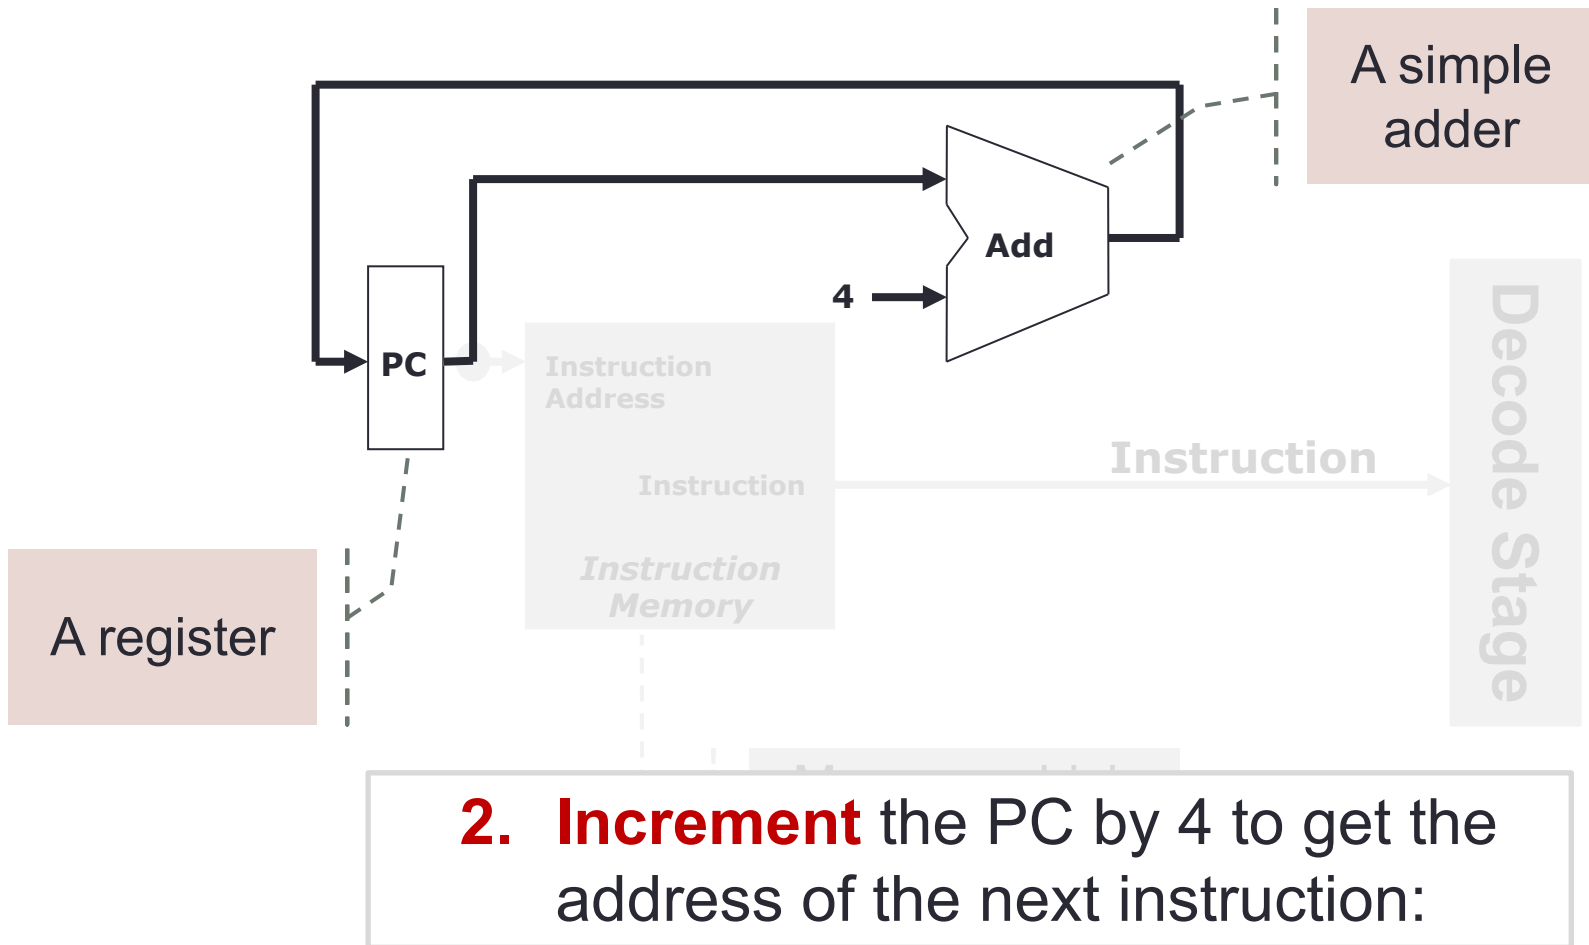 A simple
adder
Add
4
PC
Instruction
Address
Instruction
Instruction
Instruction
Memory
Decode Stage
A register
2. Increment the PC by 4 to get the
address of the next instruction: